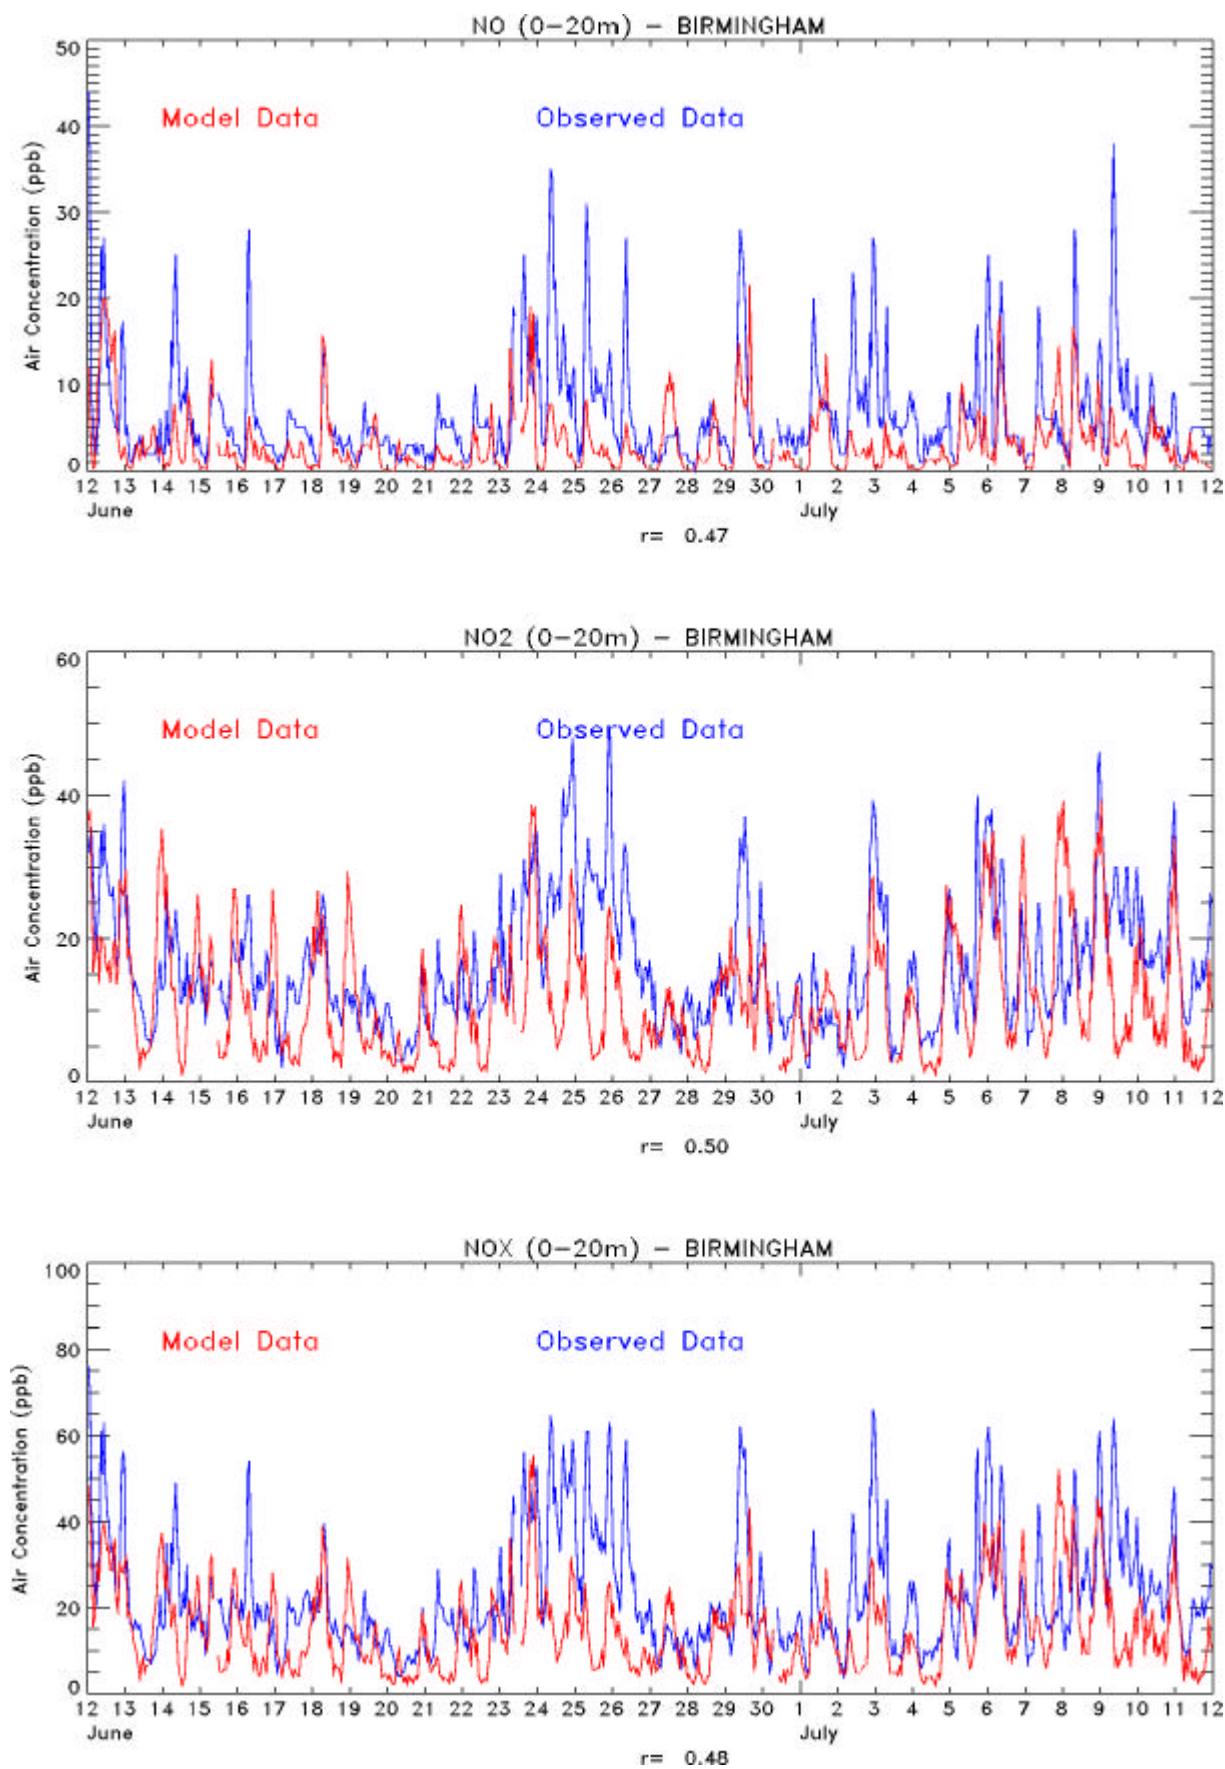 NO (0-20m) - BIRMINGHAM
50
40
30
20
10
0
Air Concentration (ppb)
Model Data
Observed Data
12 13 14 15 16 17 18 19 20 21 22 23 24 25 26 27 28 29 30 1 2 3 4 5 6 7 8 9 10 11 12
June July
r= 0.47
NO2 (0-20m) - BIRMINGHAM
60
40
20
0
Air Concentration (ppb)
Model Data
Observed Data
12 13 14 15 16 17 18 19 20 21 22 23 24 25 26 27 28 29 30 1 2 3 4 5 6 7 8 9 10 11 12
June July
r= 0.50
NOX (0-20m) - BIRMINGHAM
100
80
60
40
20
0
Air Concentration (ppb)
Model Data
Observed Data
12 13 14 15 16 17 18 19 20 21 22 23 24 25 26 27 28 29 30 1 2 3 4 5 6 7 8 9 10 11 12
June July
r= 0.48